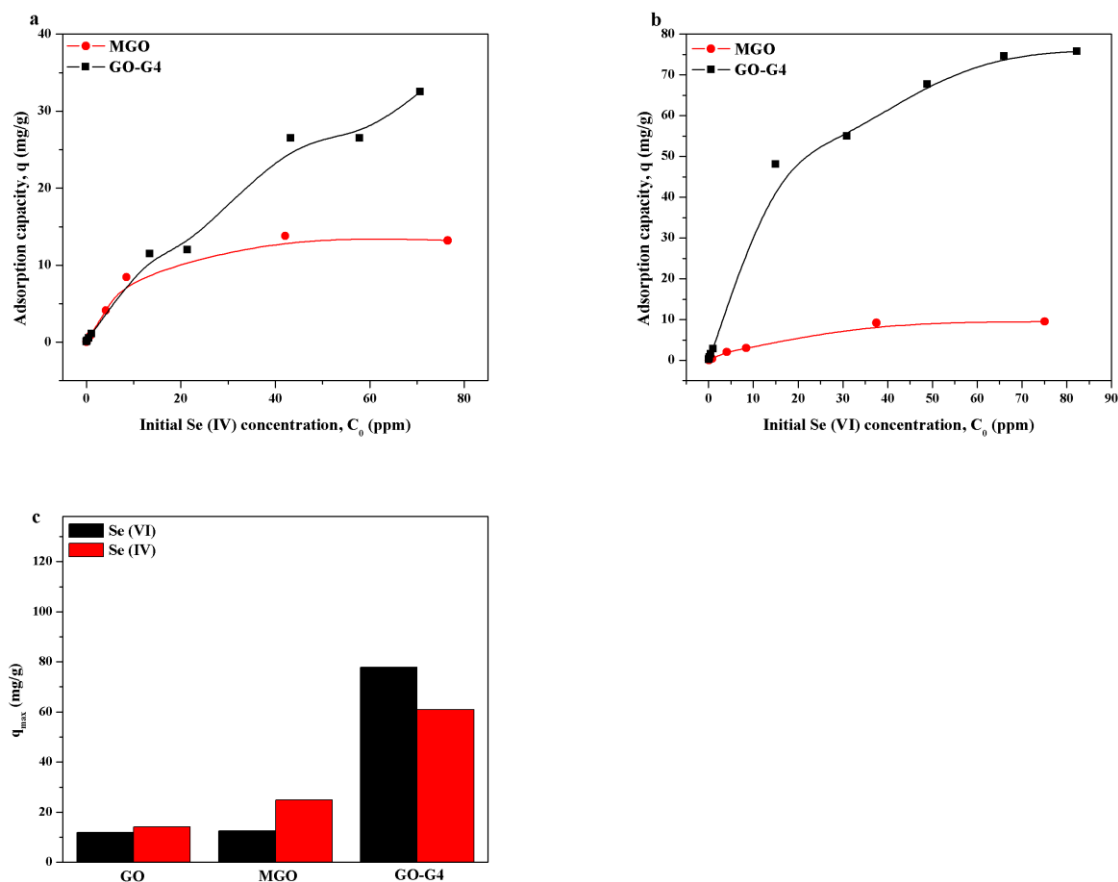 a
MGO
GO-G4
40
30
20
10
0
Adsorption capacity, q (mg/g)
0 20 40 60 80
Initial Se (IV) concentration, C0 (ppm)
b
MGO
GO-G4
80
70
60
50
40
30
20
10
0
Adsorption capacity, q (mg/g)
0 10 20 30 40 50 60 70 80 90
Initial Se (VI) concentration, C0 (ppm)
c
Se (VI)
Se (IV)
120
100
80
60
40
20
0
qmax (mg/g)
GO MGO GO-G4